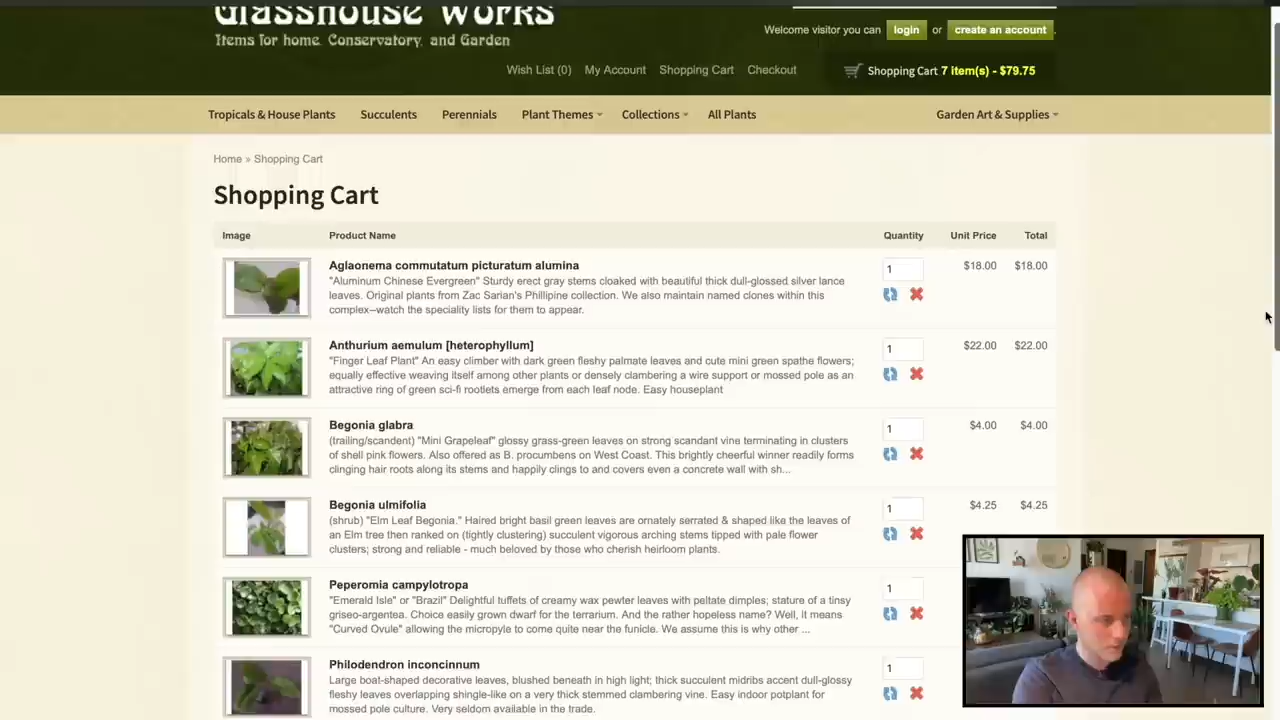 Glasshouse Works
Items for home, Conservatory, and Garden
Welcome visitor you can login or create an account.
Wish List (0) My Account Shopping Cart Checkout
Shopping Cart 7 item(s) - $79.75
Tropicals & House Plants Succulents Perennials Plant Themes Collections All Plants Garden Art & Supplies
Home » Shopping Cart
Shopping Cart
Image Product Name Quantity Unit Price Total
Aglaonema commutatum picturatum alumina 1 $18.00 $18.00
"Aluminum Chinese Evergreen" Sturdy erect gray stems cloaked with beautiful thick dull-glossed silver lance
leaves. Original plants from Zac Sarian's Phillipine collection. We also maintain named clones within this
complex--watch the speciality lists for them to appear.
Anthurium aemulum [heterophyllum] 1 $22.00 $22.00
"Finger Leaf Plant" An easy climber with dark green fleshy palmate leaves and cute mini green spathe flowers;
equally effective weaving itself among other plants or densely clambering a wire support or mossed pole as an
attractive ring of green sci-fi rootlets emerge from each leaf node. Easy houseplant
Begonia glabra 1 $4.00 $4.00
(trailing/scandent) "Mini Grapeleaf" glossy grass-green leaves on strong scandant vine terminating in clusters
of shell pink flowers. Also offered as B. procumbens on West Coast. This brightly cheerful winner readily forms
clinging hair roots along its stems and happily clings to and covers even a concrete wall with sh...
Begonia ulmifolia 1 $4.25 $4.25
(shrub) "Elm Leaf Begonia." Haired bright basil green leaves are ornately serrated & shaped like the leaves of
an Elm tree then ranked on (tightly clustering) succulent vigorous arching stems tipped with pale flower
clusters; strong and reliable - much beloved by those who cherish heirloom plants.
Peperomia campylotropa 1
"Emerald Isle" or "Brazil" Delightful tuffets of creamy wax pewter leaves with peltate dimples; stature of a tinsy
griseo-argentea. Choice easily grown dwarf for the terrarium. And the rather hopeless name? Well, it means
"Curved Ovule" allowing the micropyle to come quite near the funicle. We assume this is why other ...
Philodendron inconcinnum 1
Large boat-shaped decorative leaves, blushed beneath in high light; thick succulent midribs accent dull-glossy
fleshy leaves overlapping shingle-like on a very thick stemmed clambering vine. Easy indoor potplant for
mossed pole culture. Very seldom available in the trade.